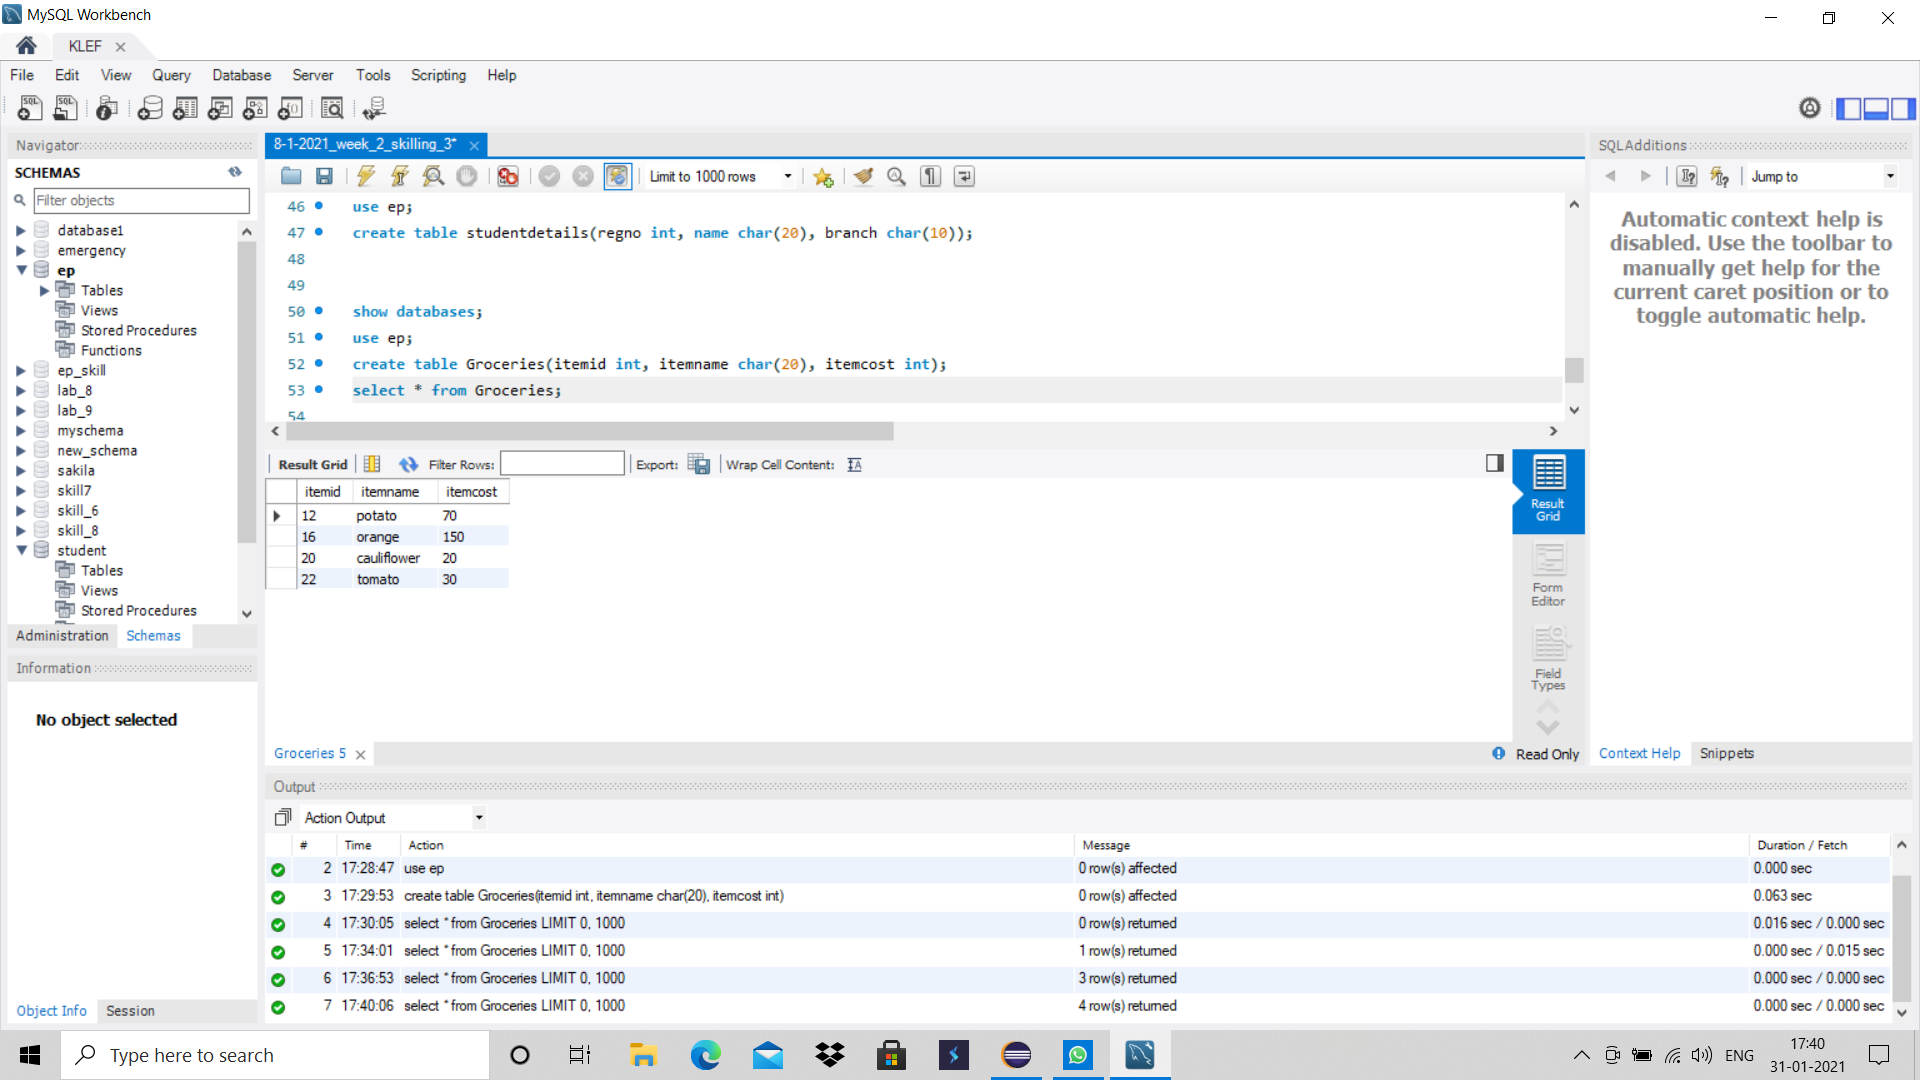 MySQL Workbench
KLEF
File Edit View Query Database Server Tools Scripting Help
Navigator
SCHEMAS
Filter objects
database1
emergency
ep
Tables
Views
Stored Procedures
Functions
ep_skill
lab_8
lab_9
myschema
new_schema
sakila
skill7
skill_6
skill_8
student
Tables
Views
Stored Procedures
Administration Schemas
Information
No object selected
Object Info Session
8-1-2021_week_2_skilling_3*
Limit to 1000 rows
46 use ep;
47 create table studentdetails(regno int, name char(20), branch char(10));
48
49
50 show databases;
51 use ep;
52 create table Groceries(itemid int, itemname char(20), itemcost int);
53 select * from Groceries;
54
Result Grid Filter Rows: Export: Wrap Cell Content:
itemid itemname itemcost
12 potato 70
16 orange 150
20 cauliflower 20
22 tomato 30
Result
Grid
Form
Editor
Field
Types
Groceries 5
Read Only
SQLAdditions
Jump to
Automatic context help is
disabled. Use the toolbar to
manually get help for the
current caret position or to
toggle automatic help.
Context Help Snippets
Output
Action Output
# Time Action Message Duration / Fetch
2 17:28:47 use ep 0 row(s) affected 0.000 sec
3 17:29:53 create table Groceries(itemid int, itemname char(20), itemcost int) 0 row(s) affected 0.063 sec
4 17:30:05 select * from Groceries LIMIT 0, 1000 0 row(s) returned 0.016 sec / 0.000 sec
5 17:34:01 select * from Groceries LIMIT 0, 1000 1 row(s) returned 0.000 sec / 0.015 sec
6 17:36:53 select * from Groceries LIMIT 0, 1000 3 row(s) returned 0.000 sec / 0.000 sec
7 17:40:06 select * from Groceries LIMIT 0, 1000 4 row(s) returned 0.000 sec / 0.000 sec
Type here to search
ENG
17:40
31-01-2021